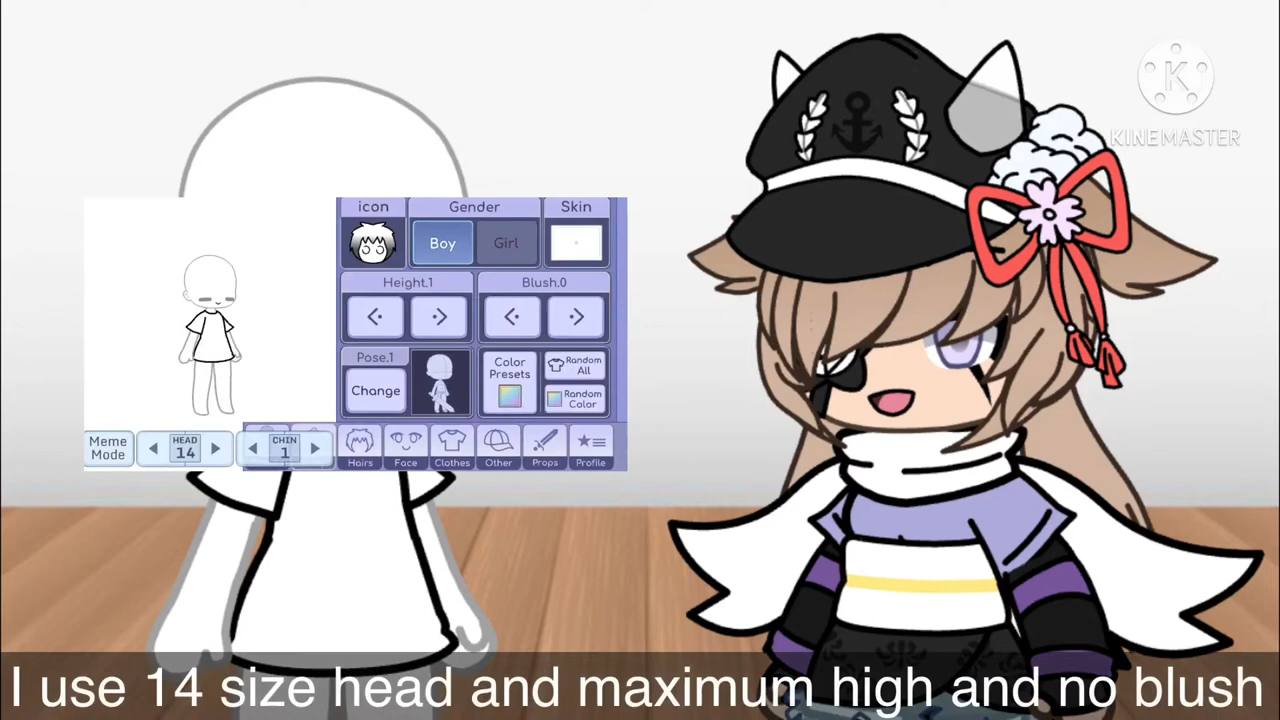 KINEMASTER
icon
Gender
Skin
Boy
Girl
Height.1
Blush.0
Pose.1
Change
Color
Presets
Random
All
Random
Color
Meme
Mode
HEAD
14
CHIN
1
Hairs
Face
Clothes
Other
Props
Profile
I use 14 size head and maximum high and no blush